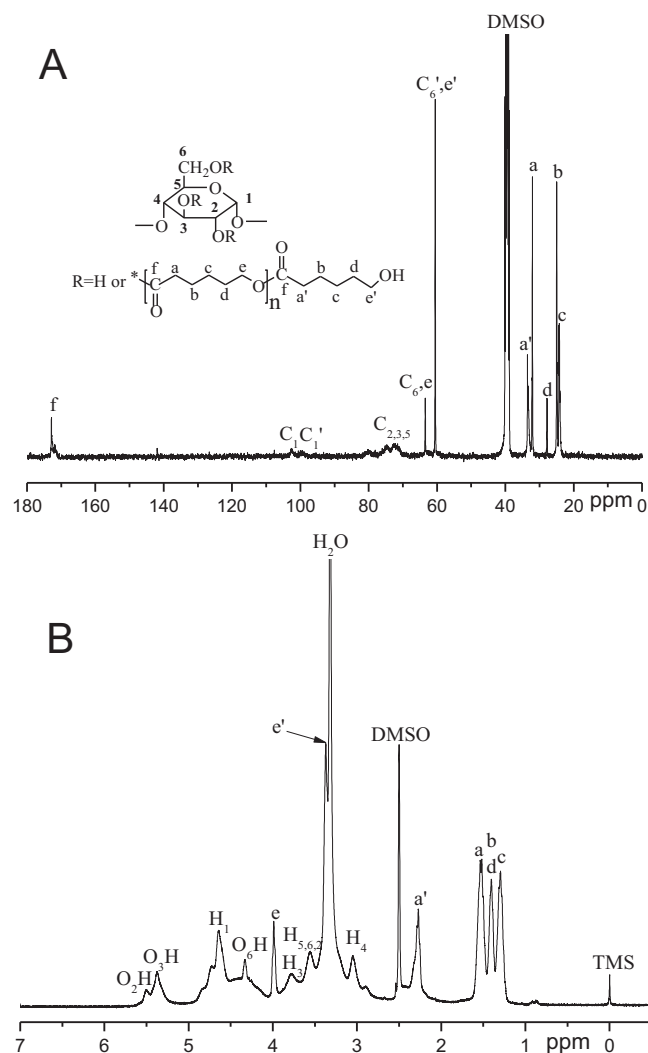 A
DMSO
C6',e'
a
b
6
CH2OR
5
O
OR
4
1
2
O
3
OR
O
R=H or * f a c e O f b d OH
O b d n a' c e'
O
a'
c
C6,e
d
f
C1 C1'
C2,3,5
180 160 140 120 100 80 60 40 20 ppm 0
B
H2O
e'
DMSO
a b d c
a'
H1
e
O3H
O6H
H5,6,2
H4
O2H
H3
TMS
7 6 5 4 3 2 1 ppm 0